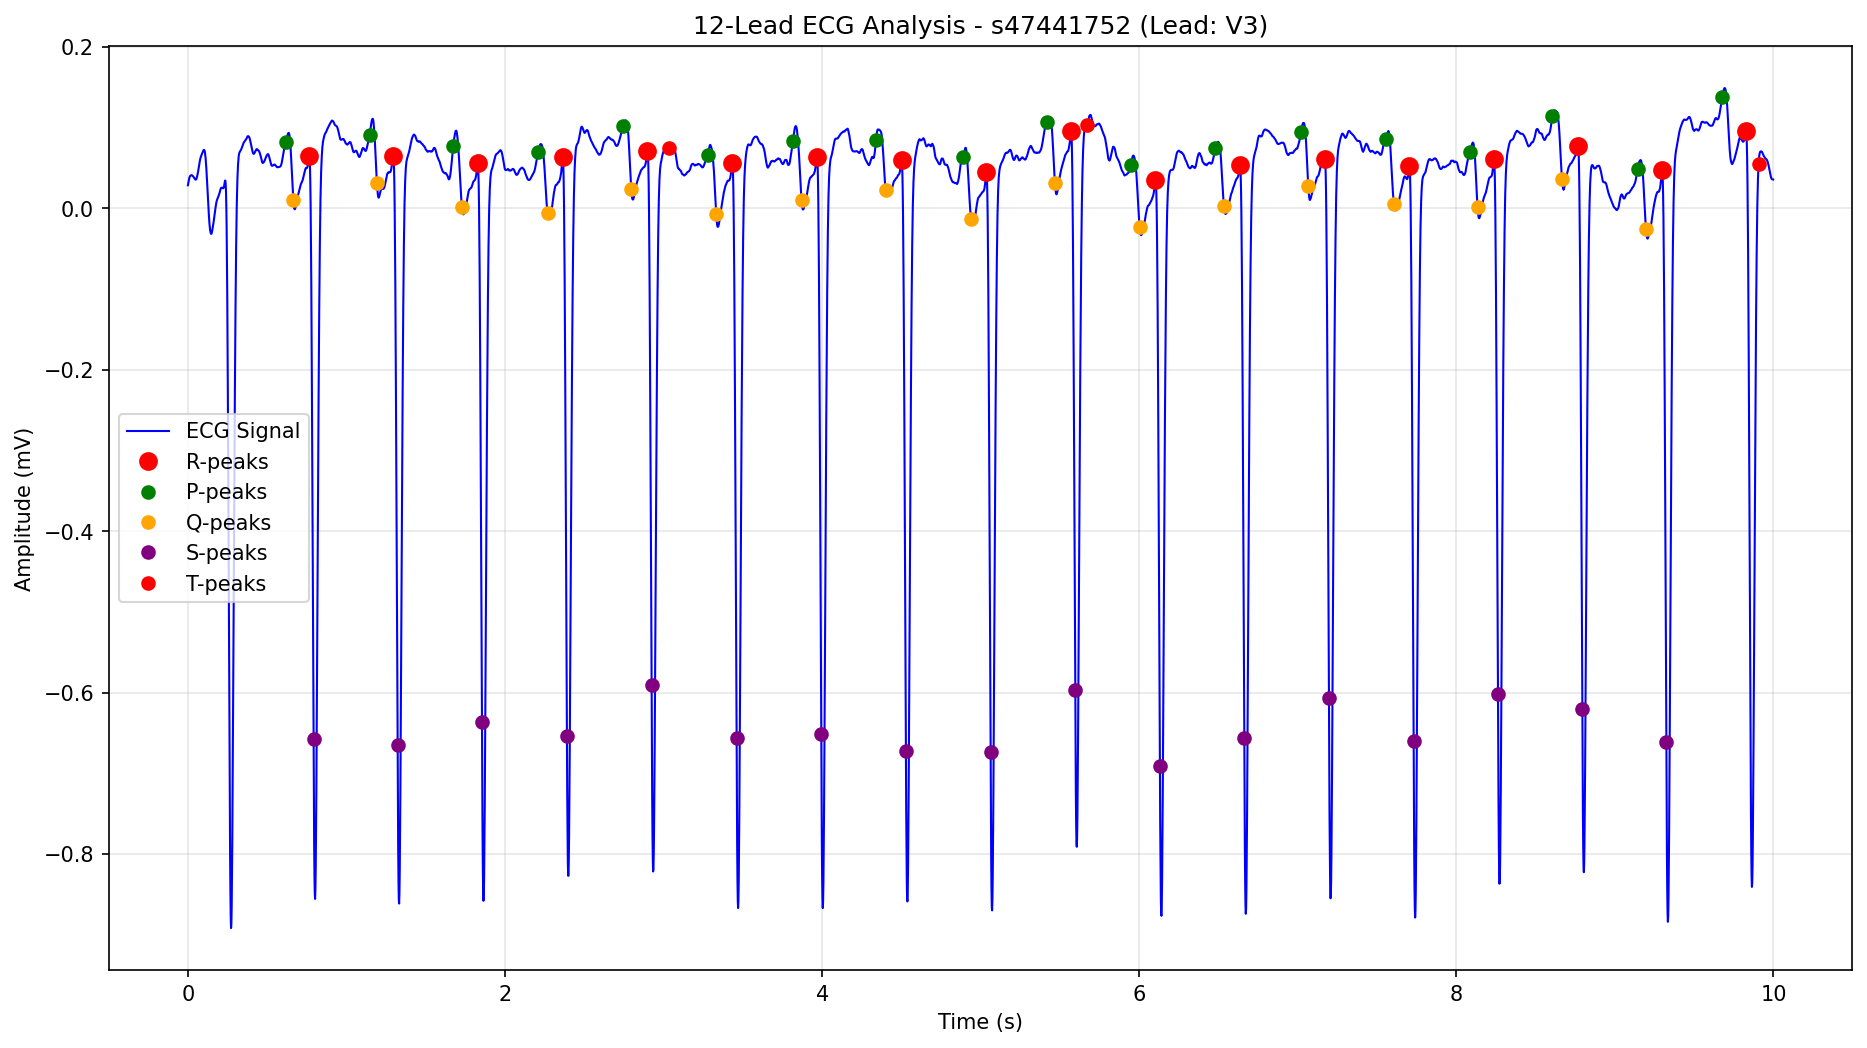 12-Lead ECG Analysis - s47441752 (Lead: V3)
0.2
0.0
−0.2
−0.4
−0.6
−0.8
Amplitude (mV)
ECG Signal
R-peaks
P-peaks
Q-peaks
S-peaks
T-peaks
0 2 4 6 8 10
Time (s)